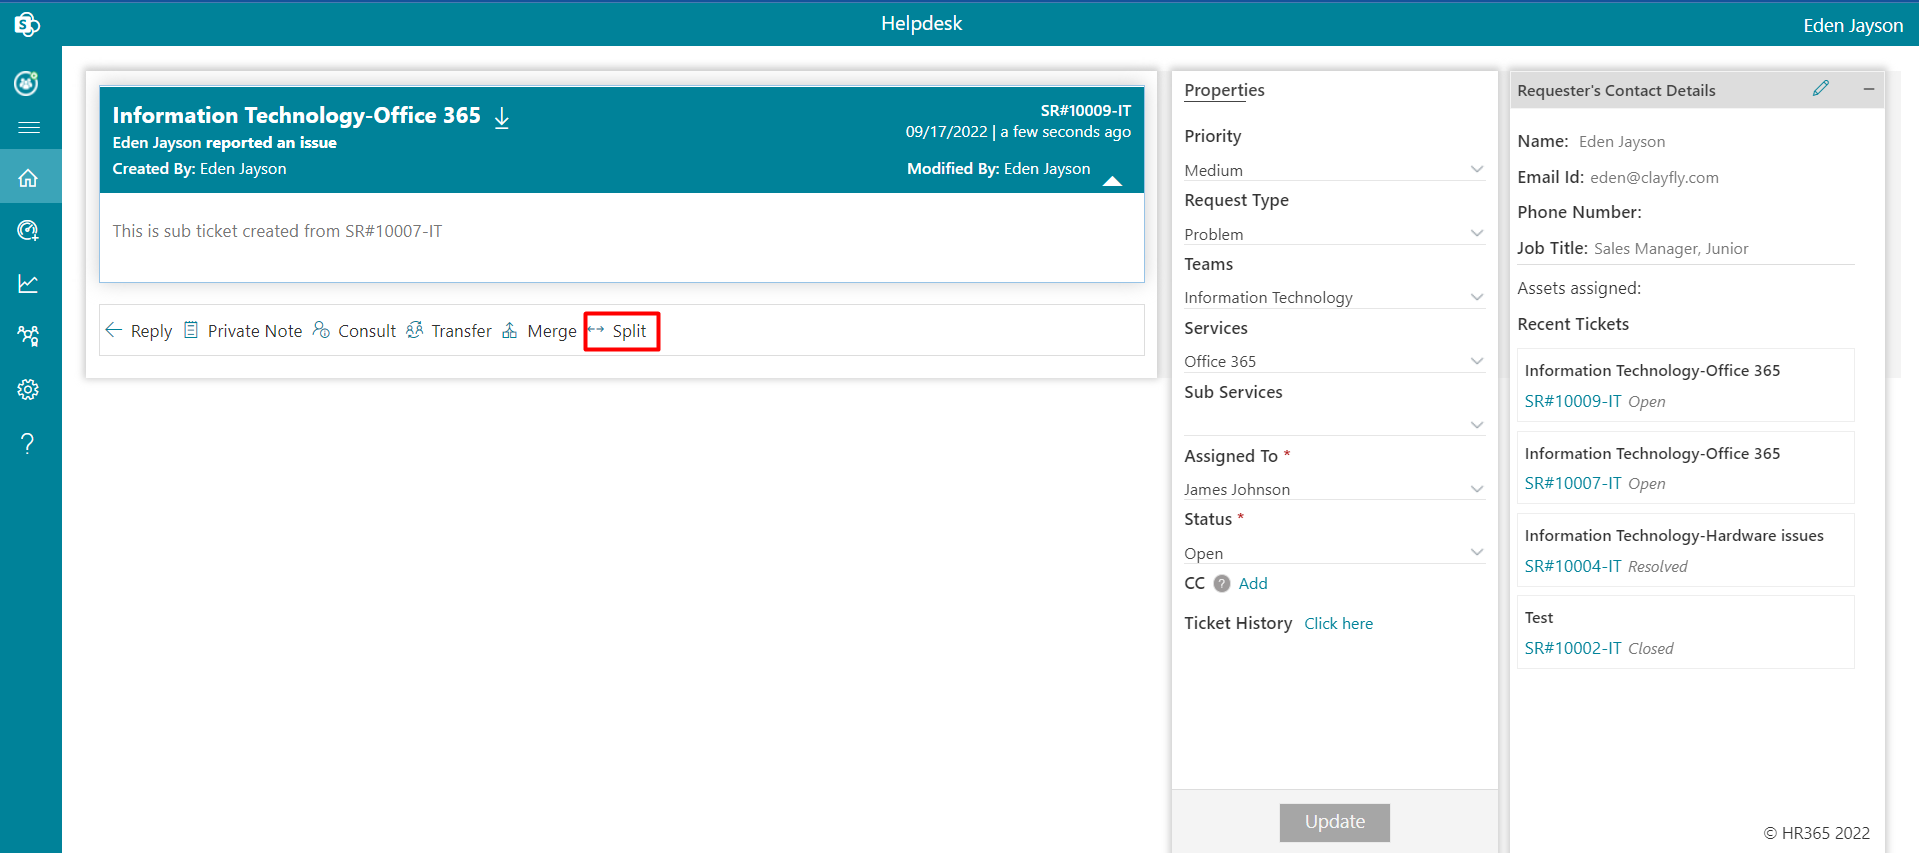 Helpdesk
Eden Jayson
Information Technology-Office 365
SR#10009-IT
Eden Jayson reported an issue
09/17/2022 | a few seconds ago
Created By: Eden Jayson
Modified By: Eden Jayson
This is sub ticket created from SR#10007-IT
Reply Private Note Consult Transfer Merge Split
Properties
Priority
Medium
Request Type
Problem
Teams
Information Technology
Services
Office 365
Sub Services
Assigned To *
James Johnson
Status *
Open
CC ? Add
Ticket History Click here
Update
Requester's Contact Details
Name: Eden Jayson
Email Id: eden@clayfly.com
Phone Number:
Job Title: Sales Manager, Junior
Assets assigned:
Recent Tickets
Information Technology-Office 365
SR#10009-IT Open
Information Technology-Office 365
SR#10007-IT Open
Information Technology-Hardware issues
SR#10004-IT Resolved
Test
SR#10002-IT Closed
© HR365 2022